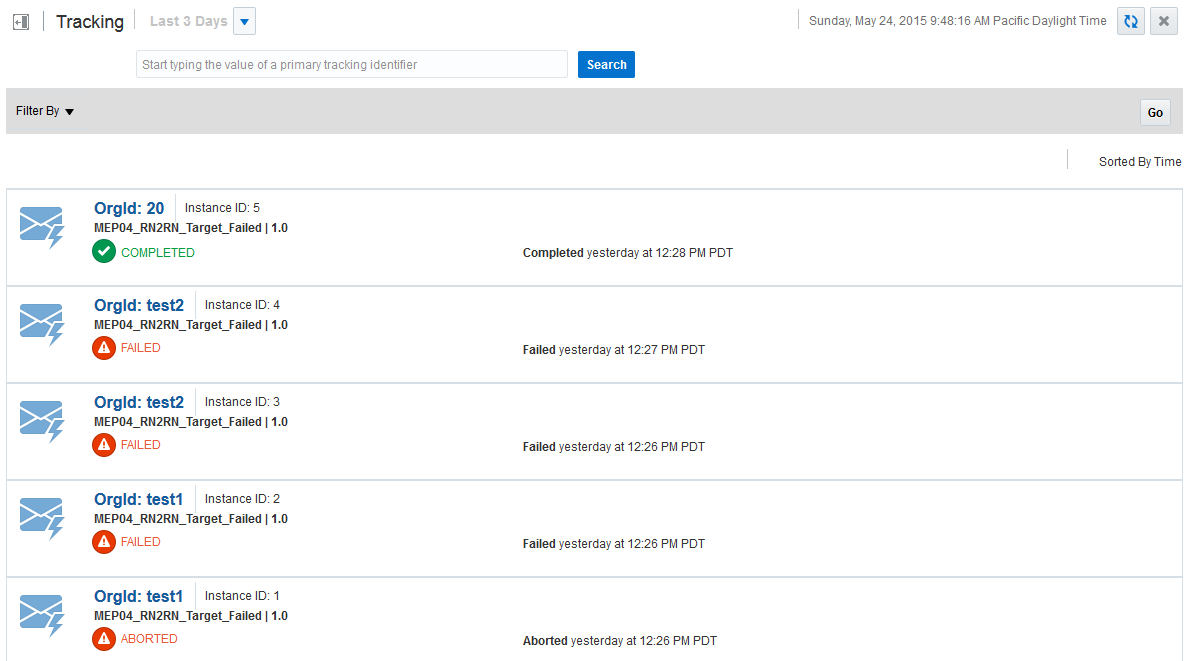 Tracking Last 3 Days Sunday, May 24, 2015 9:48:16 AM Pacific Daylight Time
Start typing the value of a primary tracking identifier Search
Filter By Go
Sorted By Time
OrgId: 20 Instance ID: 5
MEP04_RN2RN_Target_Failed | 1.0
COMPLETED Completed yesterday at 12:28 PM PDT
OrgId: test2 Instance ID: 4
MEP04_RN2RN_Target_Failed | 1.0
FAILED Failed yesterday at 12:27 PM PDT
OrgId: test2 Instance ID: 3
MEP04_RN2RN_Target_Failed | 1.0
FAILED Failed yesterday at 12:26 PM PDT
OrgId: test1 Instance ID: 2
MEP04_RN2RN_Target_Failed | 1.0
FAILED Failed yesterday at 12:26 PM PDT
OrgId: test1 Instance ID: 1
MEP04_RN2RN_Target_Failed | 1.0
ABORTED Aborted yesterday at 12:26 PM PDT